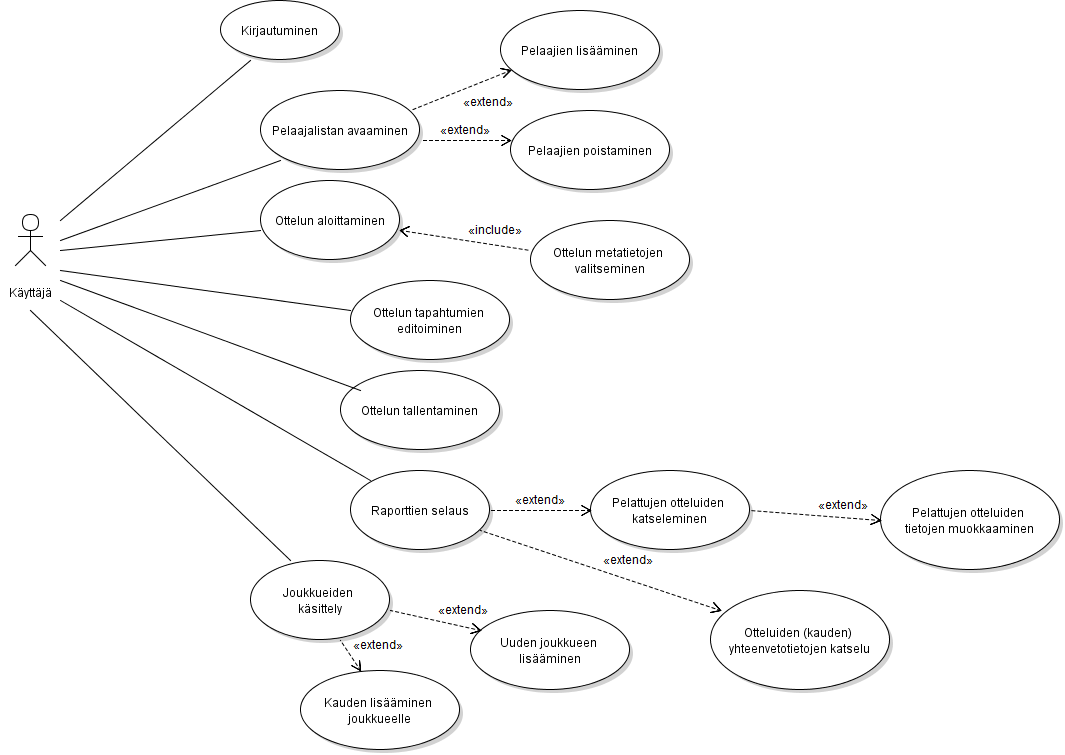 Kirjautuminen
Pelaajien lisääminen
«extend»
Pelaajalistan avaaminen
«extend»
Pelaajien poistaminen
Ottelun aloittaminen
«include»
Ottelun metatietojen
valitseminen
Käyttäjä
Ottelun tapahtumien
editoiminen
Ottelun tallentaminen
Raporttien selaus
«extend»
Pelattujen otteluiden
katseleminen
«extend»
Pelattujen otteluiden
tietojen muokkaaminen
«extend»
Otteluiden (kauden)
yhteenvetotietojen katselu
Joukkueiden
käsittely
«extend»
Uuden joukkueen
lisääminen
«extend»
Kauden lisääminen
joukkueelle